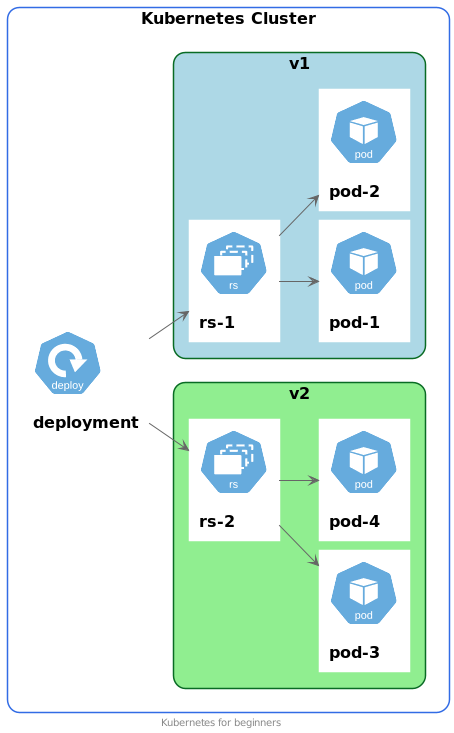 Kubernetes Cluster
v1
pod
pod-2
rs
rs-1
pod
pod-1
deploy
deployment
v2
rs
rs-2
pod
pod-4
pod
pod-3
Kubernetes for beginners